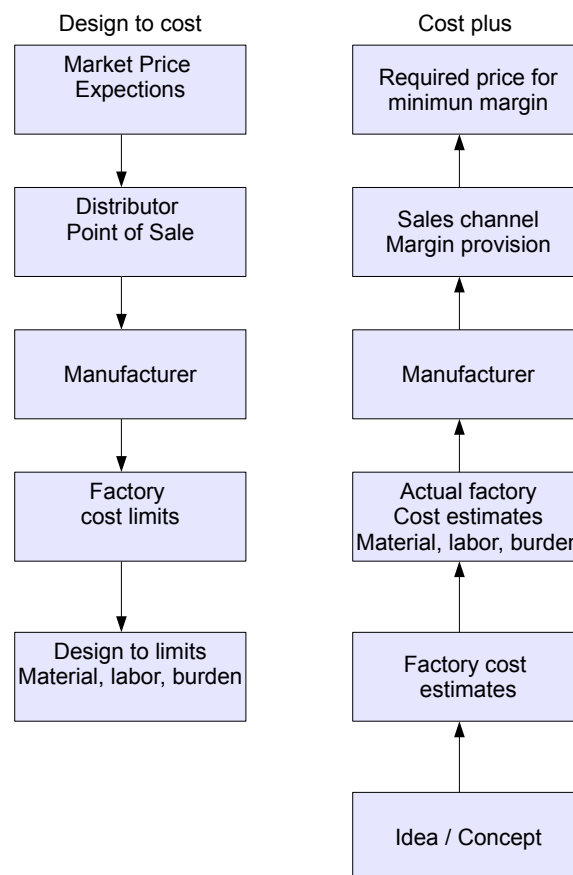 Design to cost
Market Price
Expections
Distributor
Point of Sale
Manufacturer
Factory
cost limits
Design to limits
Material, labor, burden
Cost plus
Required price for
minimun margin
Sales channel
Margin provision
Manufacturer
Actual factory
Cost estimates
Material, labor, burden
Factory cost
estimates
Idea / Concept